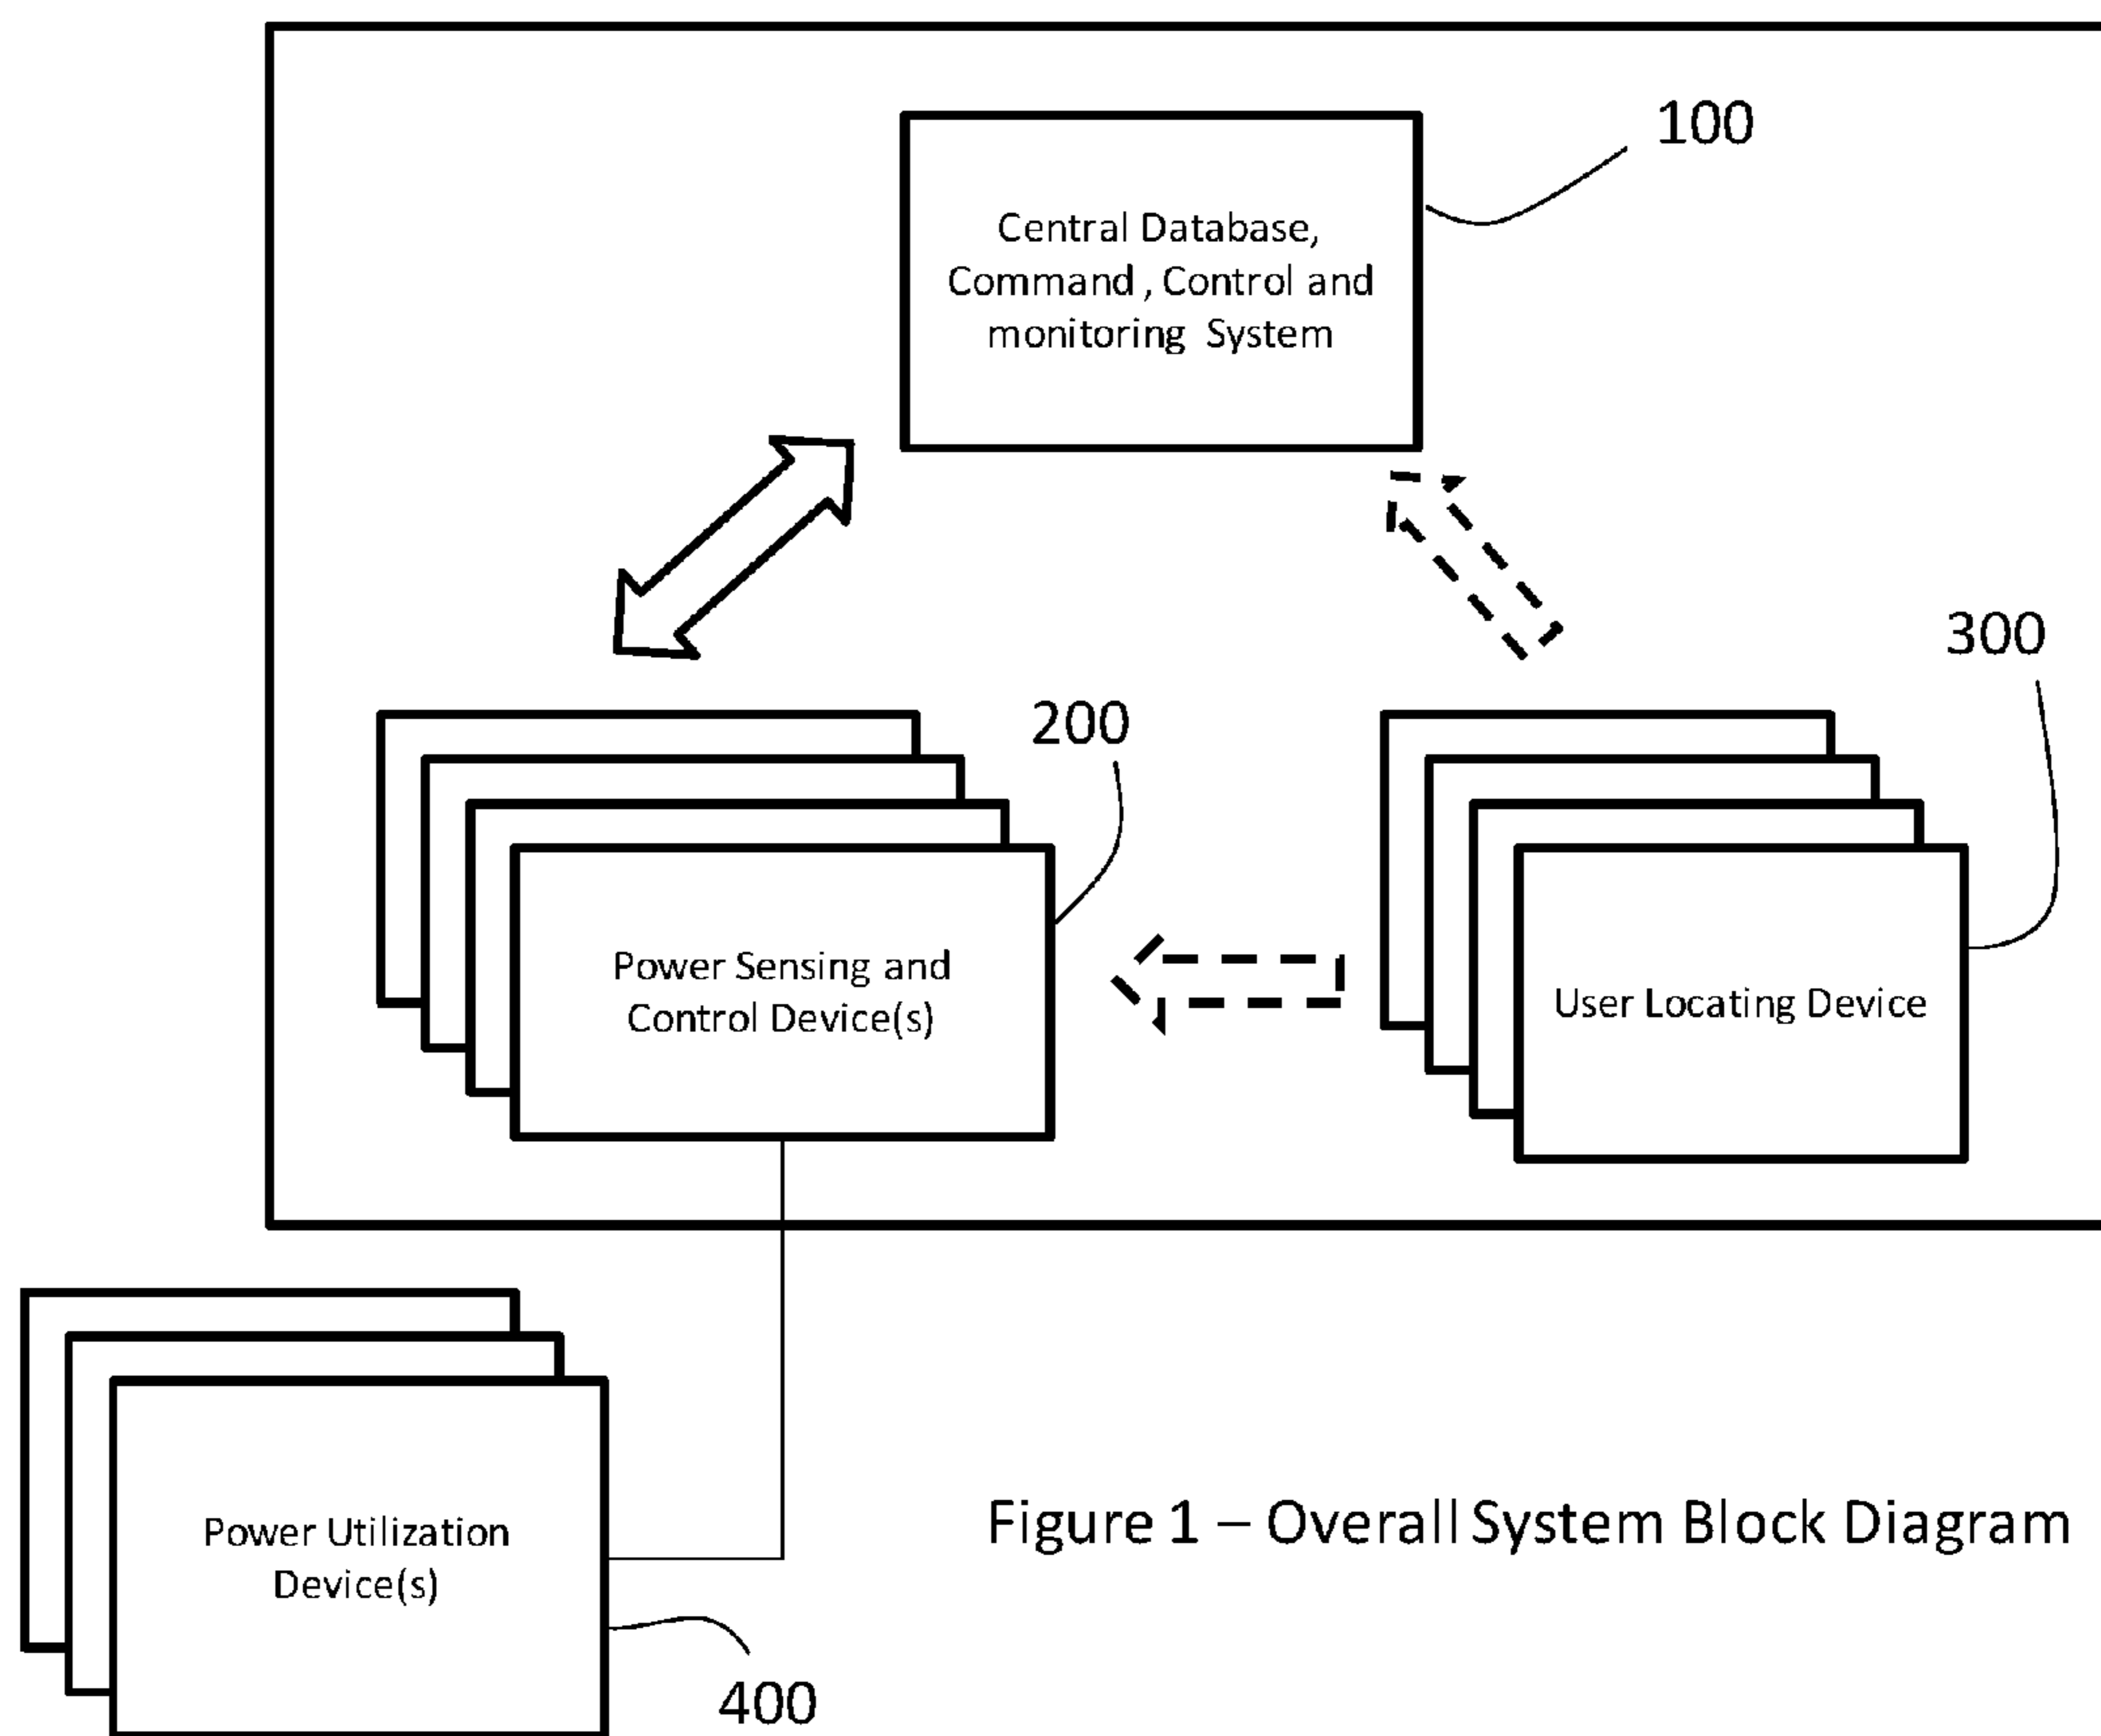 100
Central Database,
Command, Control and
monitoring System
300
200
Power Sensing and
Control Device(s)
User Locating Device
Power Utilization
Device(s)
Figure 1 – Overall System Block Diagram
400